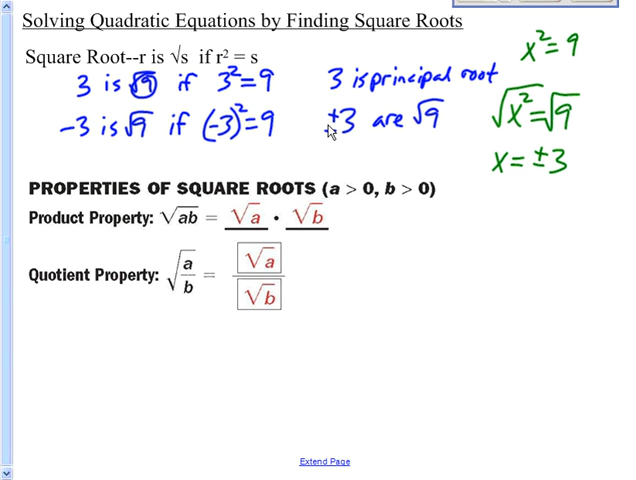 Solving Quadratic Equations by Finding Square Roots
Square Root--r is √s if r² = s
x² = 9
3 is √9 if 3² = 9 3 is principal root
-3 is √9 if (-3)² = 9 ±3 are √9
√x² = √9
x = ±3
PROPERTIES OF SQUARE ROOTS (a > 0, b > 0)
Product Property: √ab = √a · √b
Quotient Property: √a/b = √a/√b
Extend Page